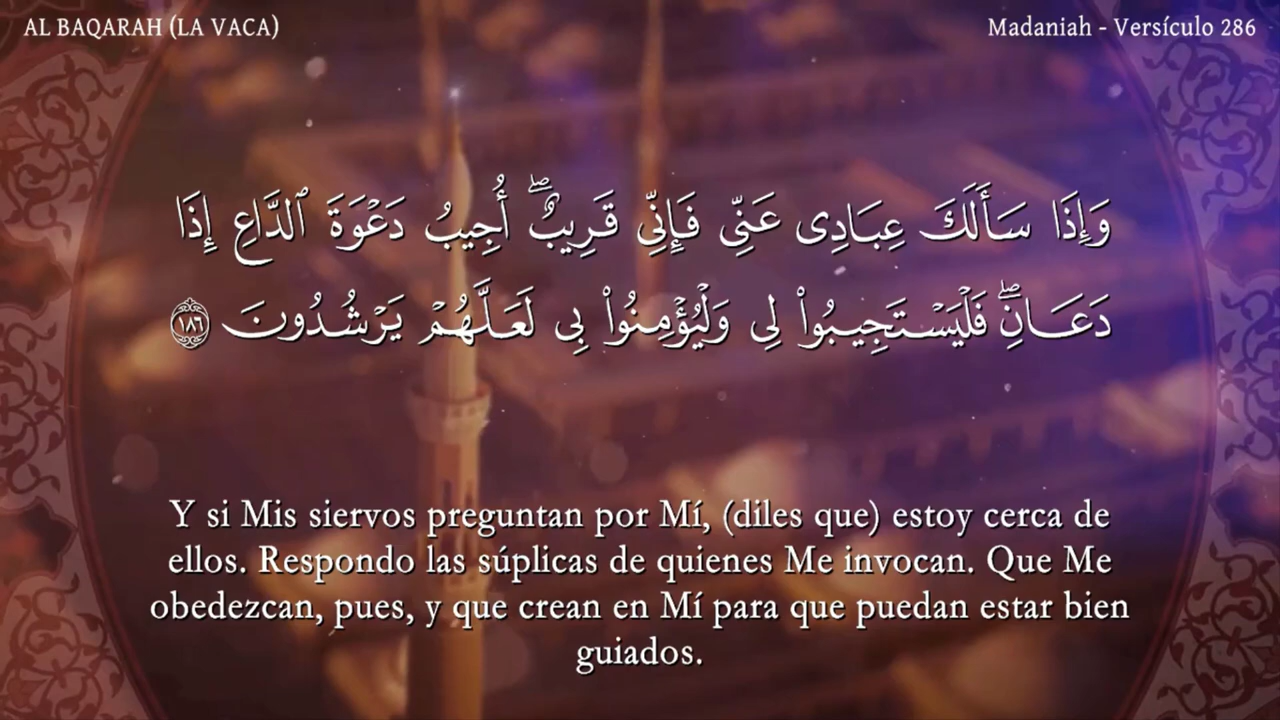 AL BAQARAH (LA VACA)
Madaniah - Versículo 286
وَإِذَا سَأَلَكَ عِبَادِى عَنِّى فَإِنِّى قَرِيبٌ ۖ أُجِيبُ دَعْوَةَ ٱلدَّاعِ إِذَا
دَعَانِ ۖ فَلْيَسْتَجِيبُوا۟ لِى وَلْيُؤْمِنُوا۟ بِى لَعَلَّهُمْ يَرْشُدُونَ ١٨٦
Y si Mis siervos preguntan por Mí, (diles que) estoy cerca de
ellos. Respondo las súplicas de quienes Me invocan. Que Me
obedezcan, pues, y que crean en Mí para que puedan estar bien
guiados.